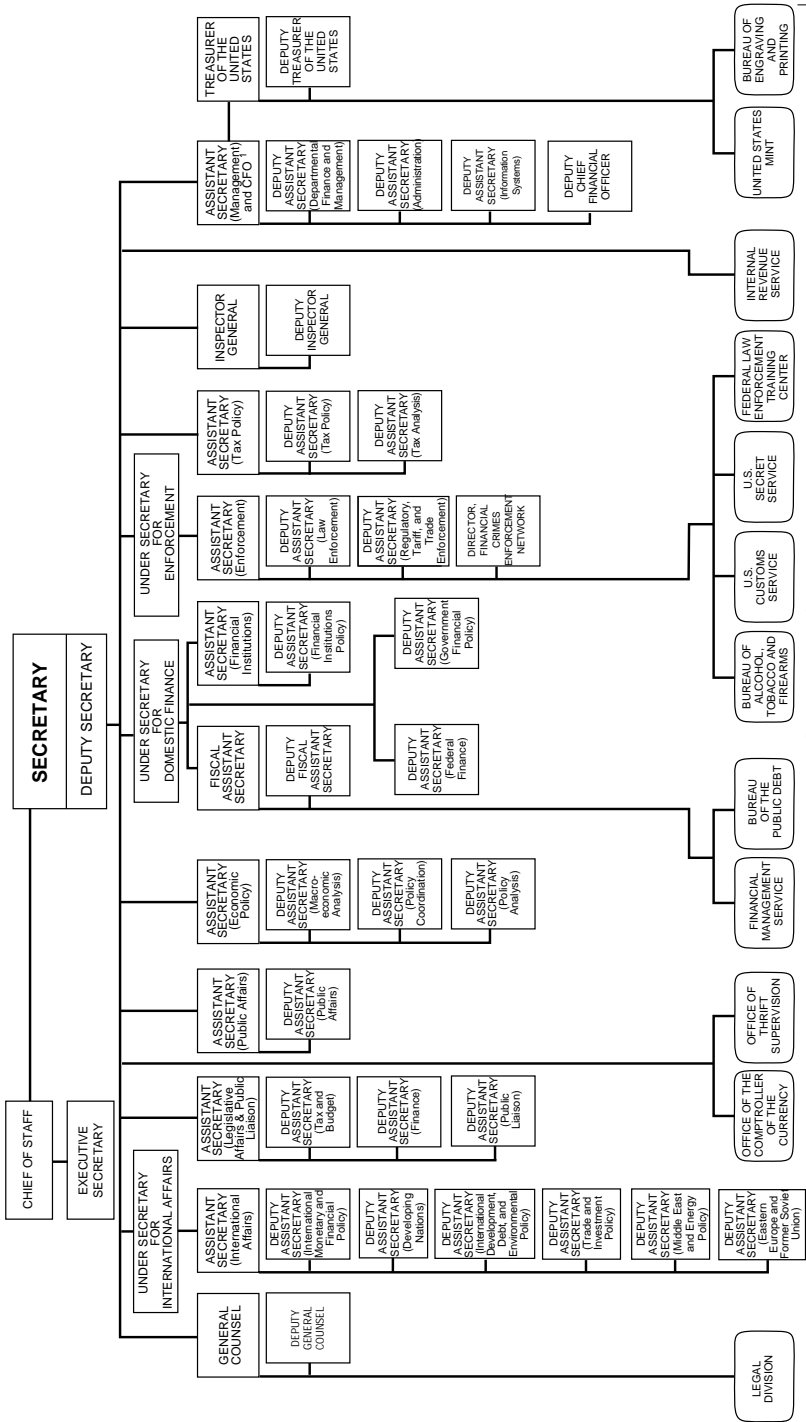 SECRETARY
DEPUTY SECRETARY
CHIEF OF STAFF
EXECUTIVE
SECRETARY
UNDER SECRETARY
FOR
INTERNATIONAL AFFAIRS
UNDER SECRETARY
FOR
DOMESTIC FINANCE
UNDER SECRETARY
FOR
ENFORCEMENT
GENERAL
COUNSEL
DEPUTY
GENERAL
COUNSEL
LEGAL
DIVISION
ASSISTANT
SECRETARY
(International
Affairs)
DEPUTY
ASSISTANT
SECRETARY
(International
Monetary and
Financial
Policy)
DEPUTY
ASSISTANT
SECRETARY
(Developing
Nations)
DEPUTY
ASSISTANT
SECRETARY
(International
Development,
Debt, and
Environmental
Policy)
DEPUTY
ASSISTANT
SECRETARY
(Trade and
Investment
Policy)
DEPUTY
ASSISTANT
SECRETARY
(Middle East
and Energy
Policy)
DEPUTY
ASSISTANT
SECRETARY
(Eastern
Europe and
Former Soviet
Union)
ASSISTANT
SECRETARY
(Legislative
Affairs & Public
Liaison)
DEPUTY
ASSISTANT
SECRETARY
(Tax and
Budget)
DEPUTY
ASSISTANT
SECRETARY
(Finance)
DEPUTY
ASSISTANT
SECRETARY
(Public
Liaison)
OFFICE OF THE
COMPTROLLER
OF THE
CURRENCY
OFFICE OF
THRIFT
SUPERVISION
ASSISTANT
SECRETARY
(Public Affairs)
DEPUTY
ASSISTANT
SECRETARY
(Public
Affairs)
ASSISTANT
SECRETARY
(Economic
Policy)
DEPUTY
ASSISTANT
SECRETARY
(Macro-
economic
Analysis)
DEPUTY
ASSISTANT
SECRETARY
(Policy
Coordination)
DEPUTY
ASSISTANT
SECRETARY
(Policy
Analysis)
FISCAL
ASSISTANT
SECRETARY
DEPUTY
FISCAL
ASSISTANT
SECRETARY
FINANCIAL
MANAGEMENT
SERVICE
BUREAU
OF THE
PUBLIC DEBT
DEPUTY
ASSISTANT
SECRETARY
(Federal
Finance)
DEPUTY
ASSISTANT
SECRETARY
(Government
Financial
Policy)
ASSISTANT
SECRETARY
(Financial
Institutions)
DEPUTY
ASSISTANT
SECRETARY
(Financial
Institutions
Policy)
ASSISTANT
SECRETARY
(Enforcement)
DEPUTY
ASSISTANT
SECRETARY
(Law
Enforcement)
DEPUTY
ASSISTANT
SECRETARY
(Regulatory,
Tariff, and
Trade
Enforcement)
DIRECTOR,
FINANCIAL
CRIMES
ENFORCEMENT
NETWORK
BUREAU OF
ALCOHOL,
TOBACCO AND
FIREARMS
U.S.
CUSTOMS
SERVICE
U.S.
SECRET
SERVICE
FEDERAL LAW
ENFORCEMENT
TRAINING
CENTER
ASSISTANT
SECRETARY
(Tax Policy)
DEPUTY
ASSISTANT
SECRETARY
(Tax Policy)
DEPUTY
ASSISTANT
SECRETARY
(Tax Analysis)
INSPECTOR
GENERAL
DEPUTY
INSPECTOR
GENERAL
INTERNAL
REVENUE
SERVICE
ASSISTANT
SECRETARY
(Management)
and CFO¹
DEPUTY
ASSISTANT
SECRETARY
(Departmental
Finance and
Management)
DEPUTY
ASSISTANT
SECRETARY
(Administration)
DEPUTY
ASSISTANT
SECRETARY
(Information
Systems)
DEPUTY
CHIEF
FINANCIAL
OFFICER
TREASURER
OF THE
UNITED
STATES
DEPUTY
TREASURER
OF THE
UNITED
STATES
UNITED STATES
MINT
BUREAU OF
ENGRAVING
AND
PRINTING